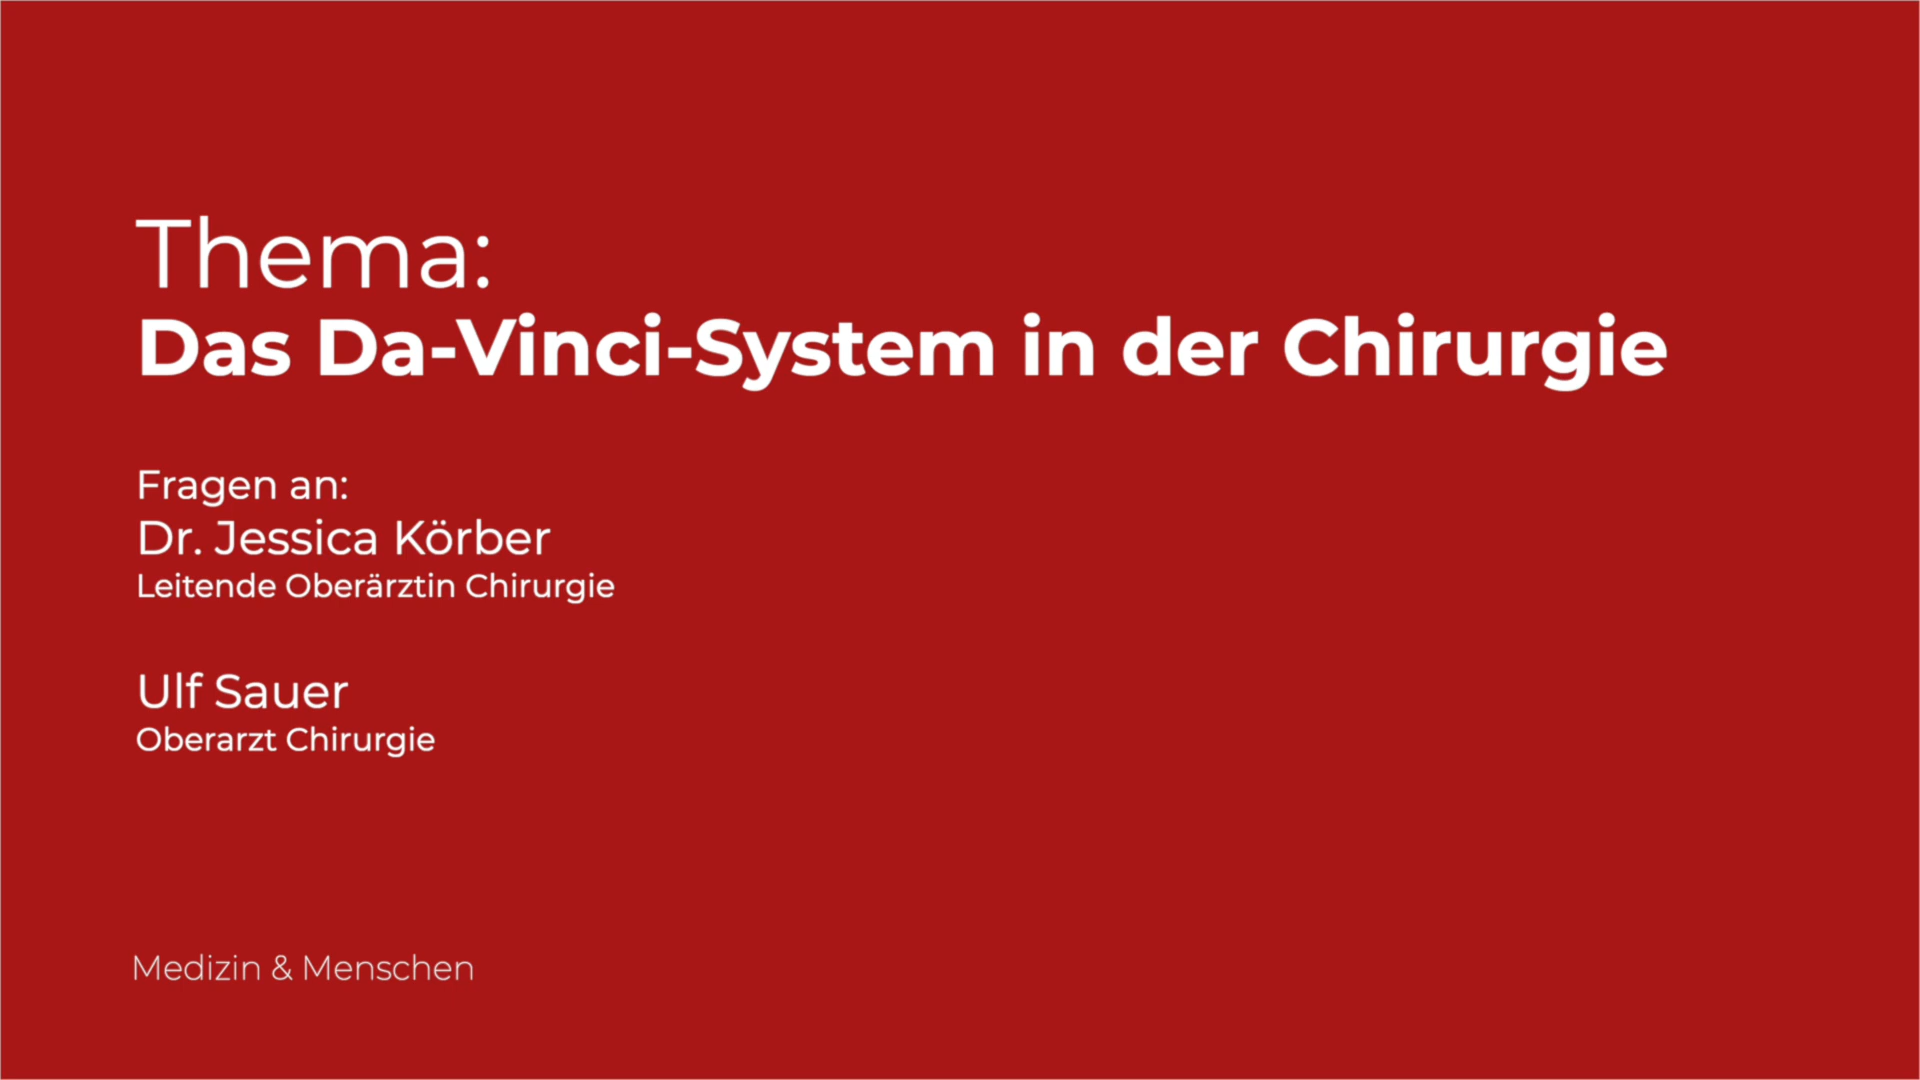 Thema:
Das Da-Vinci-System in der Chirurgie
Fragen an:
Dr. Jessica Körber
Leitende Oberärztin Chirurgie
Ulf Sauer
Oberarzt Chirurgie
Medizin & Menschen